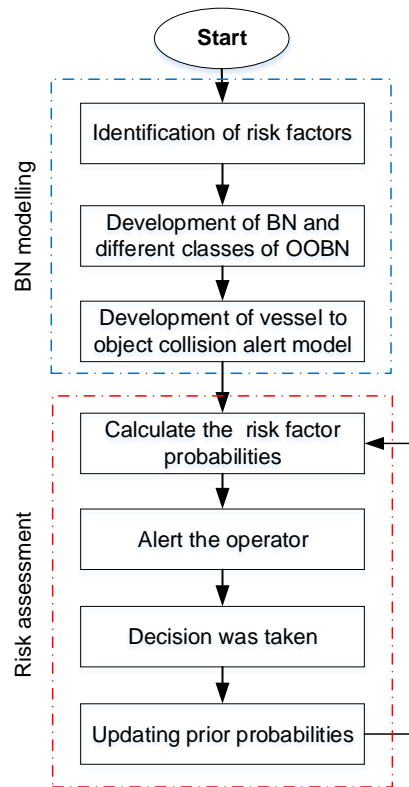 Start
BN modelling
Identification of risk factors
Development of BN and
different classes of OOBN
Development of vessel to
object collision alert model
Risk assessment
Calculate the risk factor
probabilities
Alert the operator
Decision was taken
Updating prior probabilities